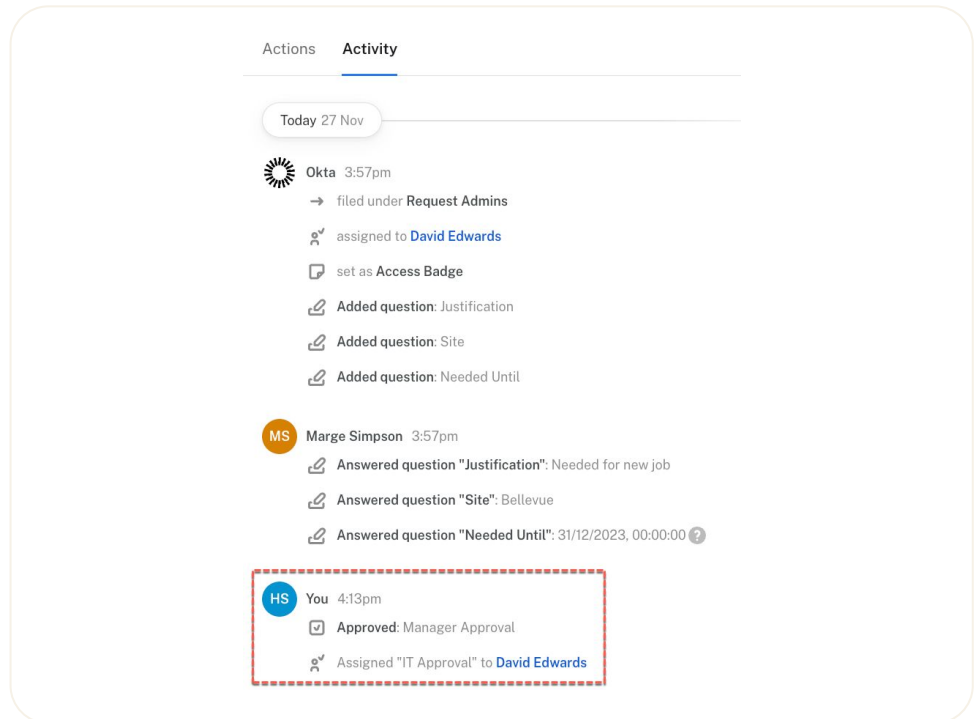 Actions Activity
Today 27 Nov
Okta 3:57pm
filed under Request Admins
assigned to David Edwards
set as Access Badge
Added question: Justification
Added question: Site
Added question: Needed Until
MS Marge Simpson 3:57pm
Answered question "Justification": Needed for new job
Answered question "Site": Bellevue
Answered question "Needed Until": 31/12/2023, 00:00:00 ?
HS You 4:13pm
Approved: Manager Approval
Assigned "IT Approval" to David Edwards